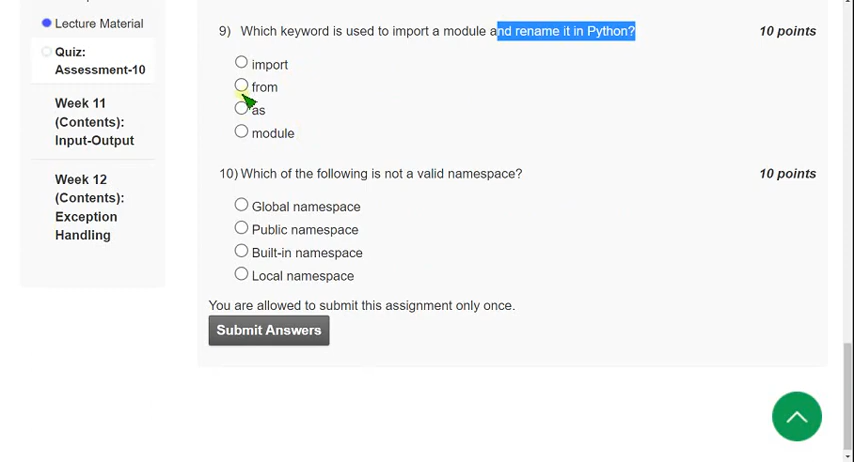 Lecture Material
Quiz:
Assessment-10
Week 11
(Contents):
Input-Output
Week 12
(Contents):
Exception
Handling
9) Which keyword is used to import a module and rename it in Python? 10 points
import
from
as
module
10) Which of the following is not a valid namespace? 10 points
Global namespace
Public namespace
Built-in namespace
Local namespace
You are allowed to submit this assignment only once.
Submit Answers